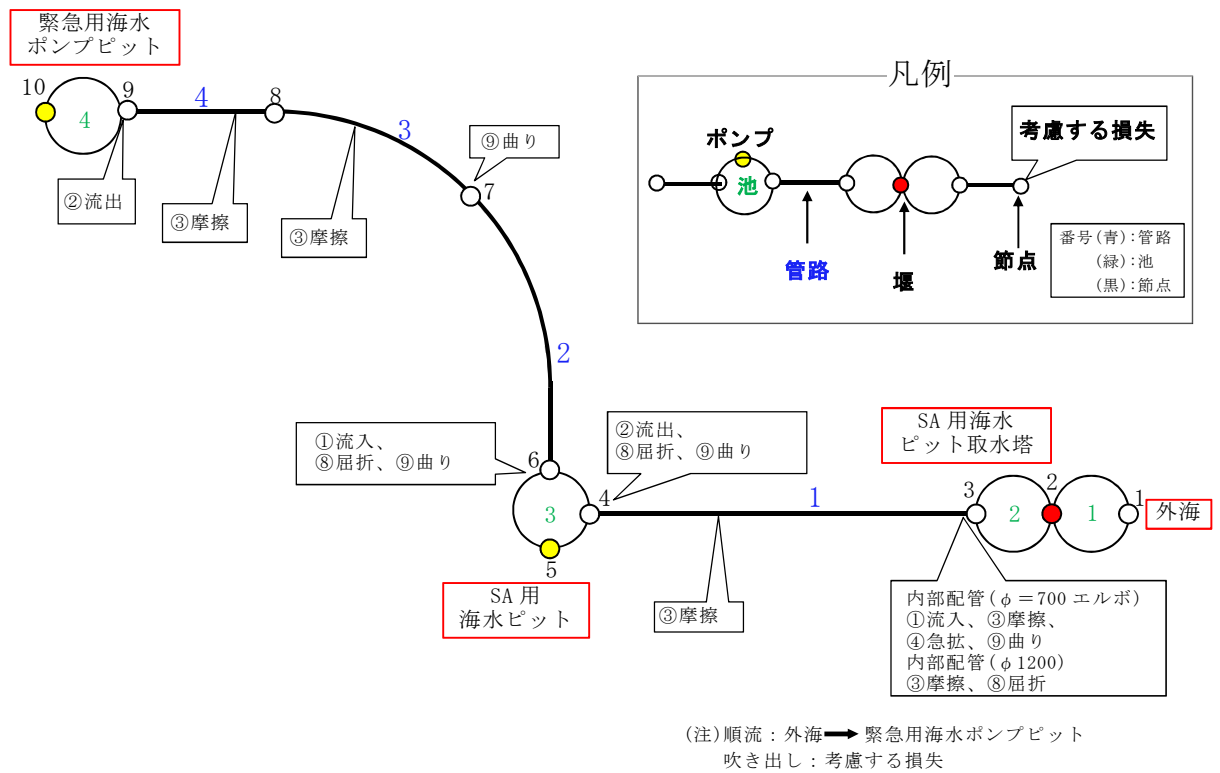 緊急用海水
ポンプピット
10
9
4
8
4
3
⑨曲り
7
②流出
③摩擦
③摩擦
凡例
ポンプ
考慮する損失
池
管路
堰
節点
番号(青):管路
(緑):池
(黒):節点
2
①流入、
⑧屈折、⑨曲り
6
3
5
SA 用
海水ピット
②流出、
⑧屈折、⑨曲り
4
1
③摩擦
SA 用海水
ピット取水塔
3
2
2
1
1
外海
内部配管(φ＝700 エルボ)
①流入、③摩擦、
④急拡、⑨曲り
内部配管(φ1200)
③摩擦、⑧屈折
(注)順流：外海➡緊急用海水ポンプピット
吹き出し：考慮する損失